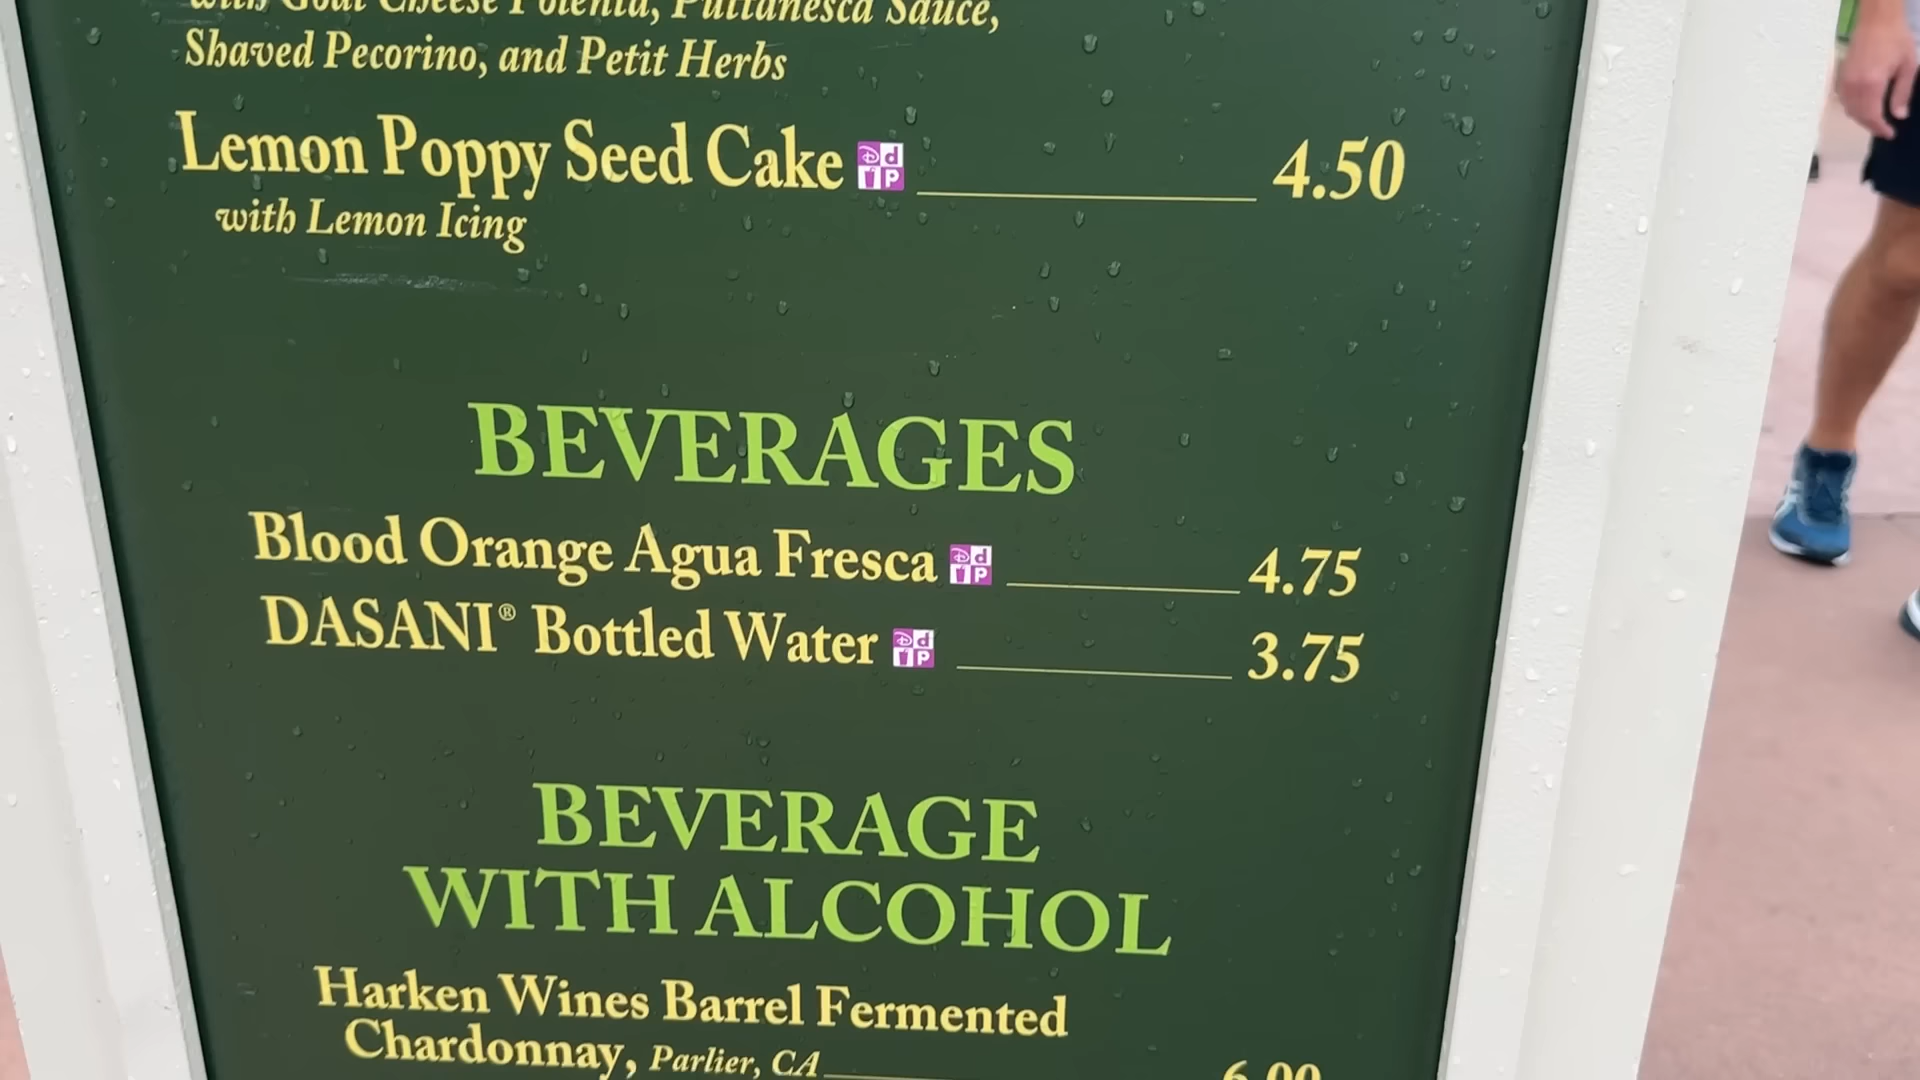 with Goat Cheese Polenta, Puttanesca Sauce,
Shaved Pecorino, and Petit Herbs
Lemon Poppy Seed Cake 4.50
with Lemon Icing
BEVERAGES
Blood Orange Agua Fresca 4.75
DASANI® Bottled Water 3.75
BEVERAGE
WITH ALCOHOL
Harken Wines Barrel Fermented
Chardonnay, Parlier, CA 6.00